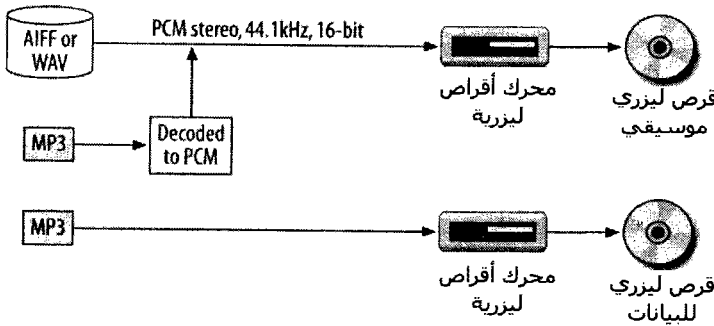 AIFF or
WAV
PCM stereo, 44.1kHz, 16-bit
محرك أقراص
ليزرية
قرص ليزري
موسيقي
MP3
Decoded
to PCM
MP3
محرك أقراص
ليزرية
قرص ليزري
للبيانات